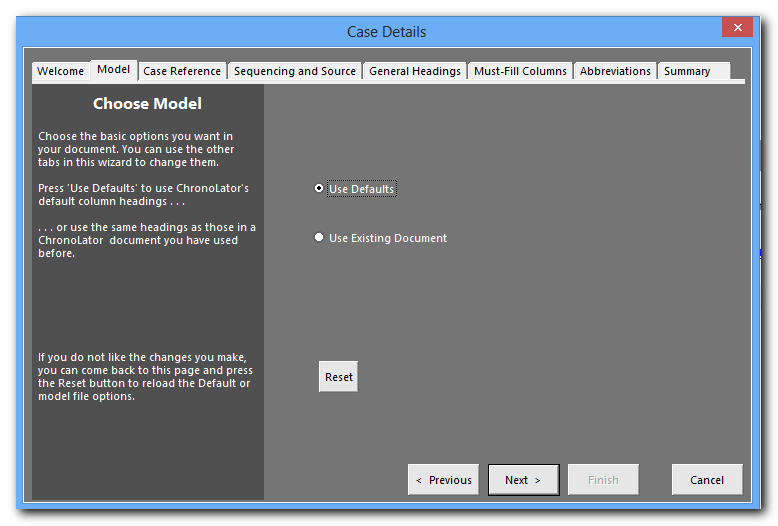 Case Details
Welcome Model Case Reference Sequencing and Source General Headings Must-Fill Columns Abbreviations Summary
Choose Model
Choose the basic options you want in
your document. You can use the other
tabs in this wizard to change them.
Press 'Use Defaults' to use ChronoLator's
default column headings . . .
. . . or use the same headings as those in a
ChronoLator document you have used
before.
Use Defaults
Use Existing Document
If you do not like the changes you make,
you can come back to this page and press
the Reset button to reload the Default or
model file options.
Reset
< Previous Next > Finish Cancel